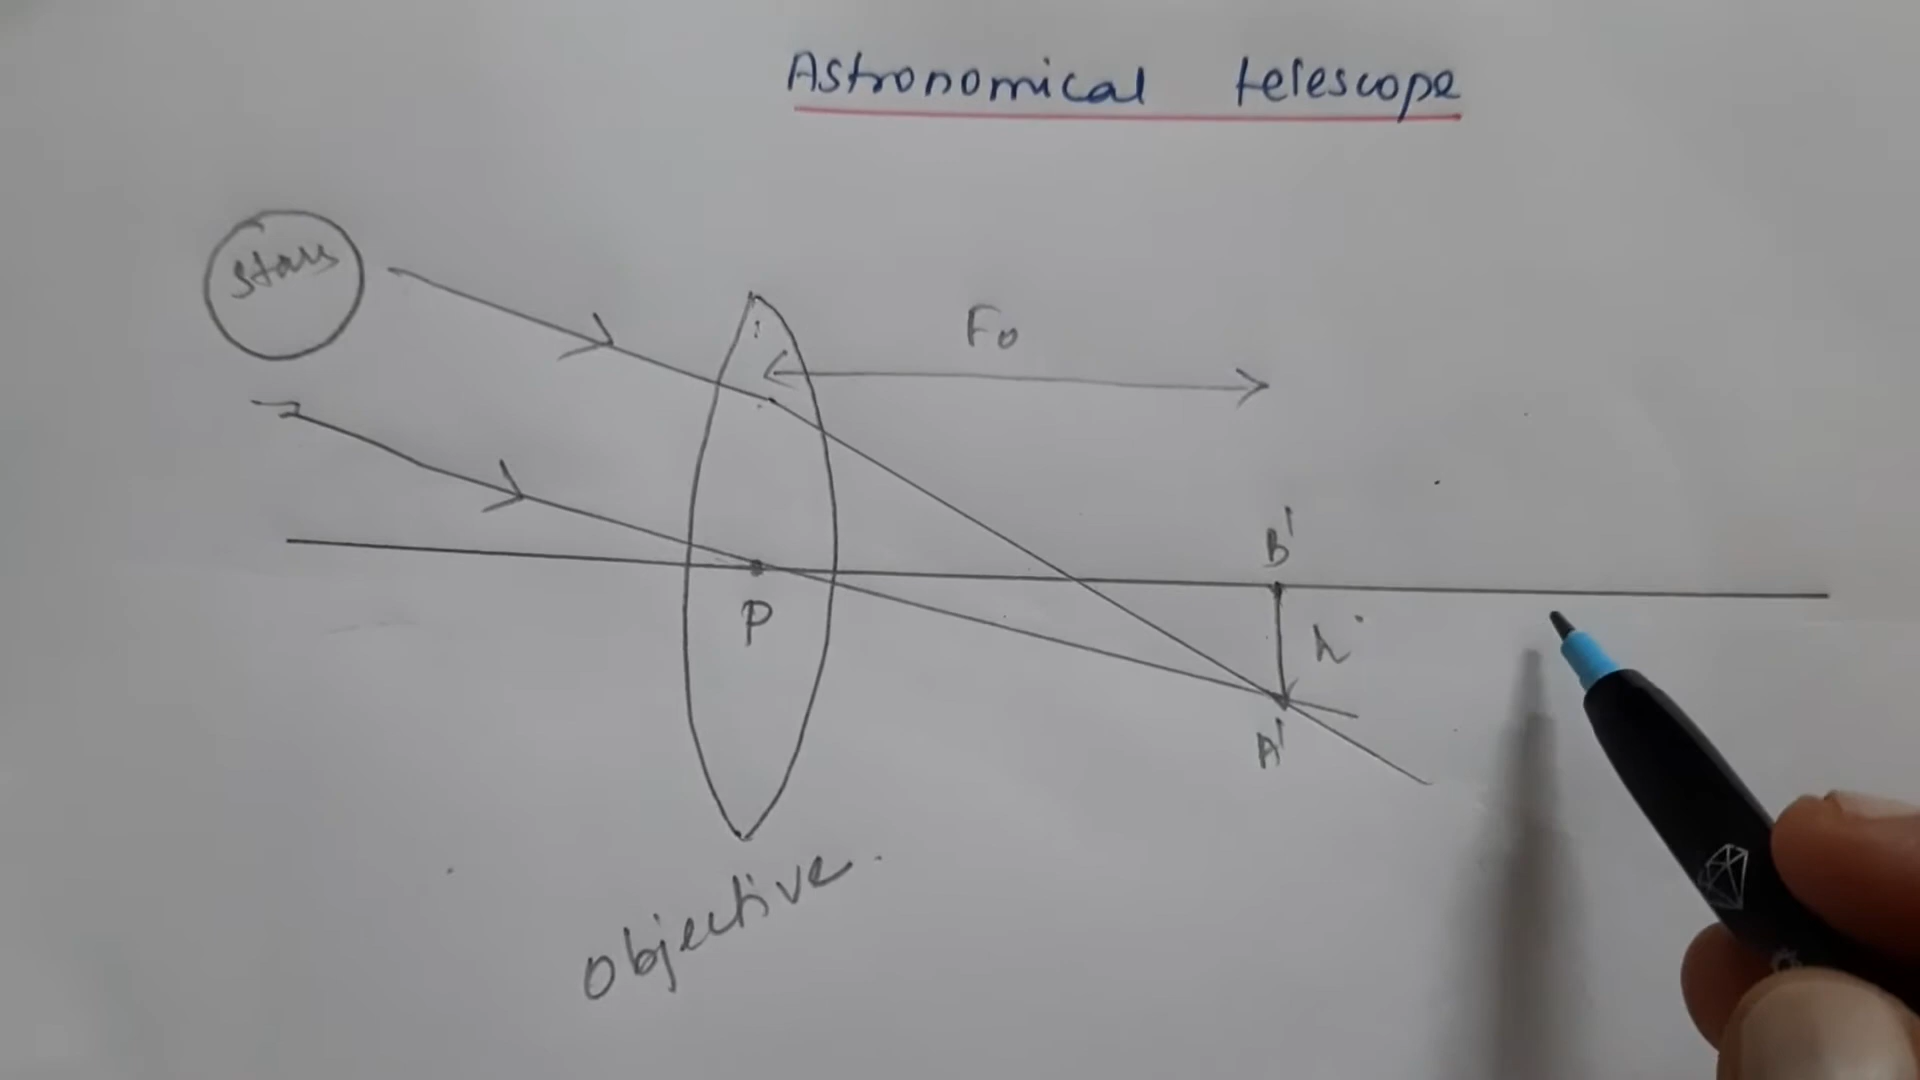 Astronomical telescope
stars
Fo
B'
P
h
A'
objective